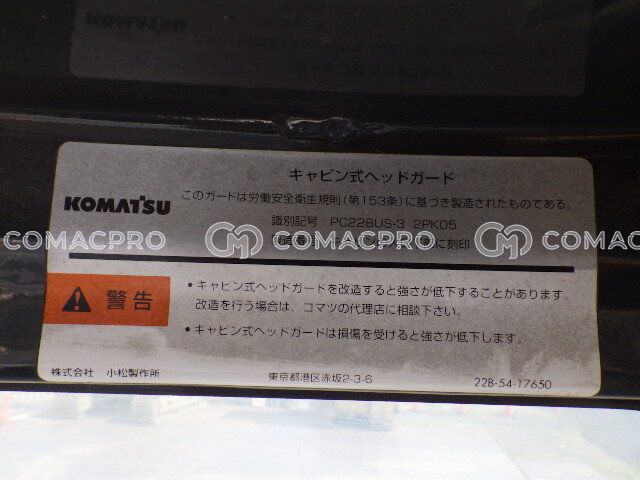 キャビン式ヘッドガード
このガードは労働安全衛生規則(第153条)に基づき製造されたものである。
KOMATSU
識別記号: PC228US-3 2PK05
に刻印
COMACPRO COMACPRO COMACPRO
警告
・キャビン式ヘッドガードを改造すると強さが低下することがあります。
改造を行う場合は、コマツの代理店に相談下さい。
・キャビン式ヘッドガードは損傷を受けると強さが低下します。
株式会社 小松製作所
東京都港区赤坂2-3-6
22B-54-17650